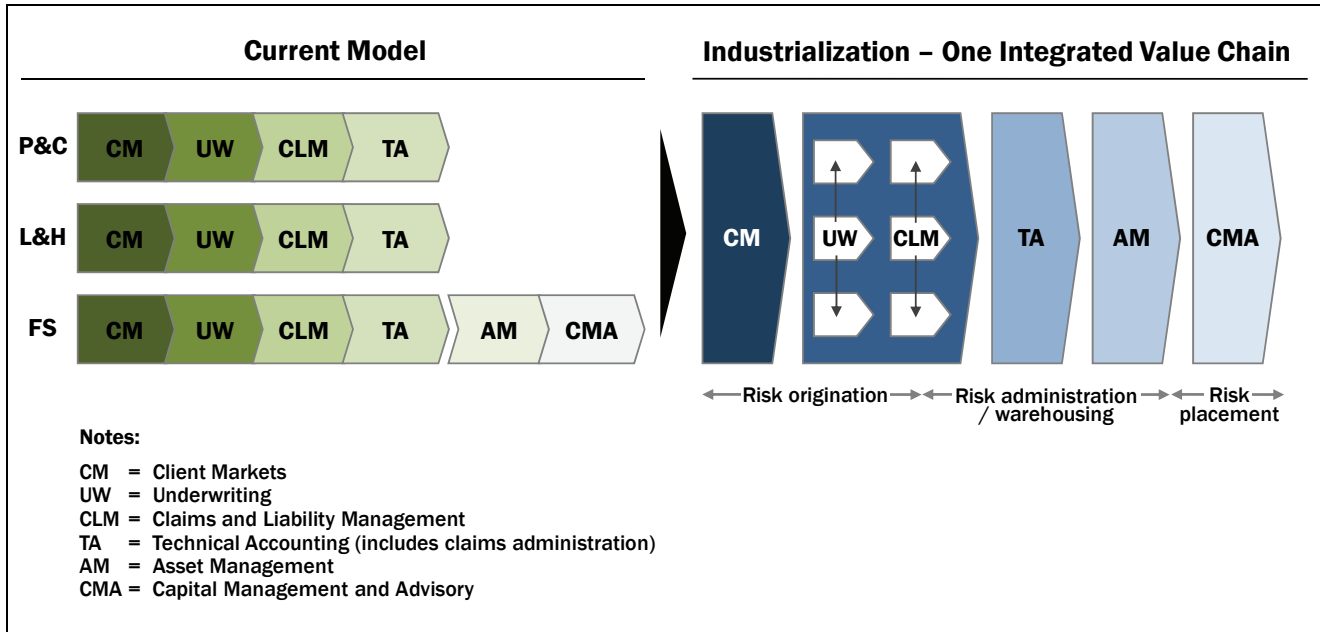 Current Model
Industrialization – One Integrated Value Chain
P&C CM UW CLM TA
L&H CM UW CLM TA
FS CM UW CLM TA AM CMA
CM UW CLM TA AM CMA
Risk origination
Risk administration
/ warehousing
Risk
placement
Notes:
CM = Client Markets
UW = Underwriting
CLM = Claims and Liability Management
TA = Technical Accounting (includes claims administration)
AM = Asset Management
CMA = Capital Management and Advisory